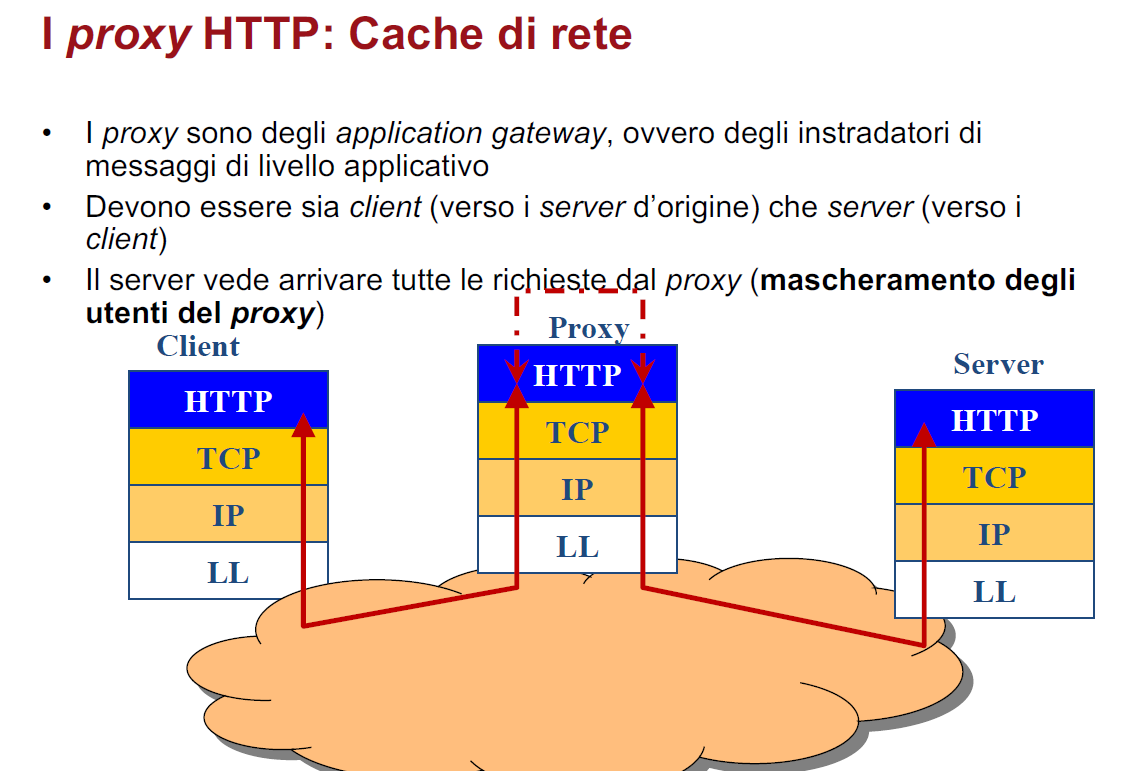 I proxy HTTP: Cache di rete
• I proxy sono degli application gateway, ovvero degli instradatori di
messaggi di livello applicativo
• Devono essere sia client (verso i server d'origine) che server (verso i
client)
• Il server vede arrivare tutte le richieste dal proxy (mascheramento degli
utenti del proxy)
Client
HTTP
TCP
IP
LL
Proxy
HTTP
TCP
IP
LL
Server
HTTP
TCP
IP
LL